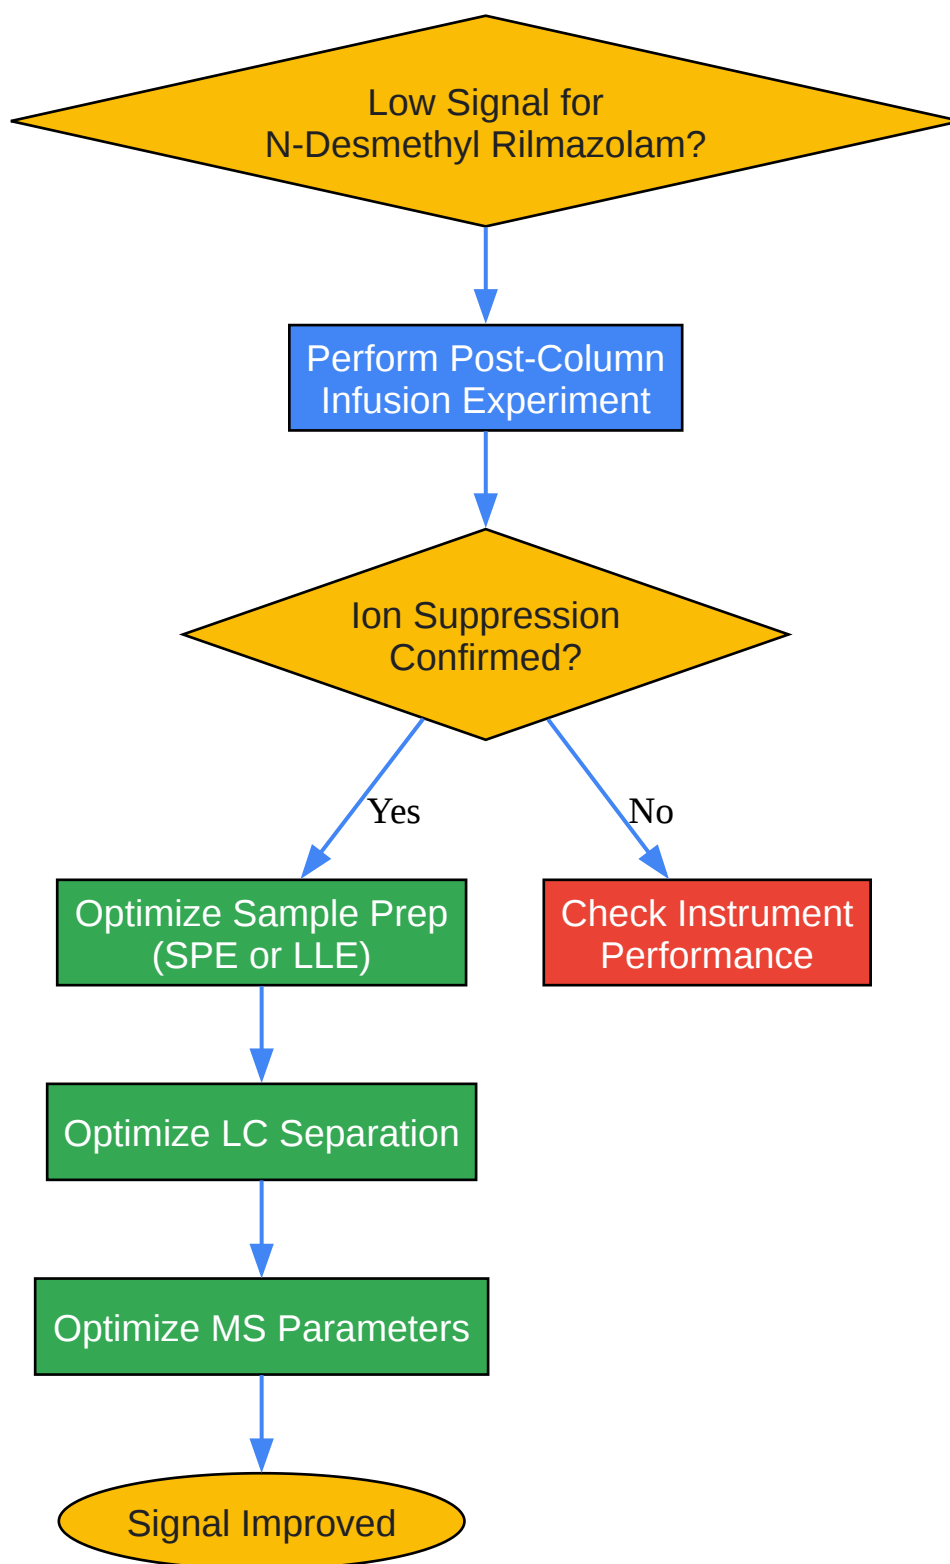 Low Signal for
N-Desmethyl Rilmazolam?
Perform Post-Column
Infusion Experiment
Ion Suppression
Confirmed?
Yes
No
Optimize Sample Prep
(SPE or LLE)
Check Instrument
Performance
Optimize LC Separation
Optimize MS Parameters
Signal Improved